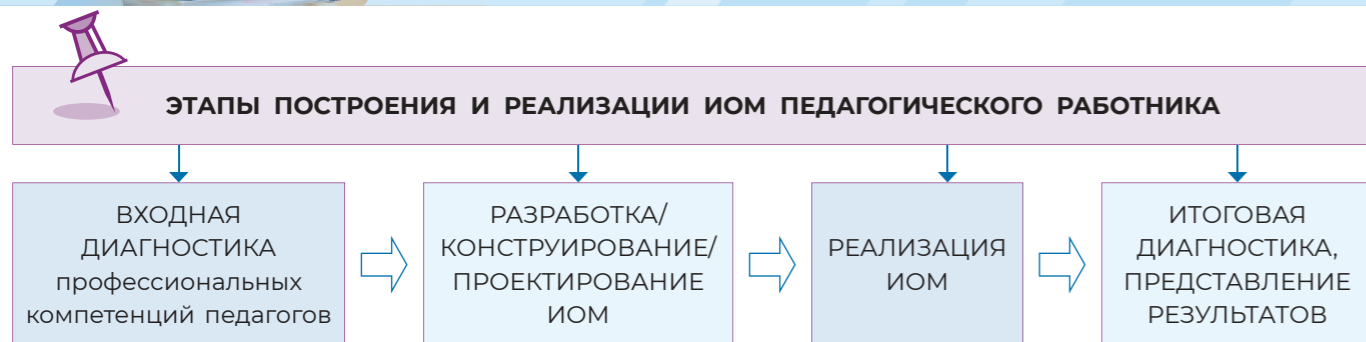 ЭТАПЫ ПОСТРОЕНИЯ И РЕАЛИЗАЦИИ ИОМ ПЕДАГОГИЧЕСКОГО РАБОТНИКА
ВХОДНАЯ
ДИАГНОСТИКА
профессиональных
компетенций педагогов
РАЗРАБОТКА/
КОНСТРУИРОВАНИЕ/
ПРОЕКТИРОВАНИЕ
ИОМ
РЕАЛИЗАЦИЯ
ИОМ
ИТОГОВАЯ
ДИАГНОСТИКА,
ПРЕДСТАВЛЕНИЕ
РЕЗУЛЬТАТОВ